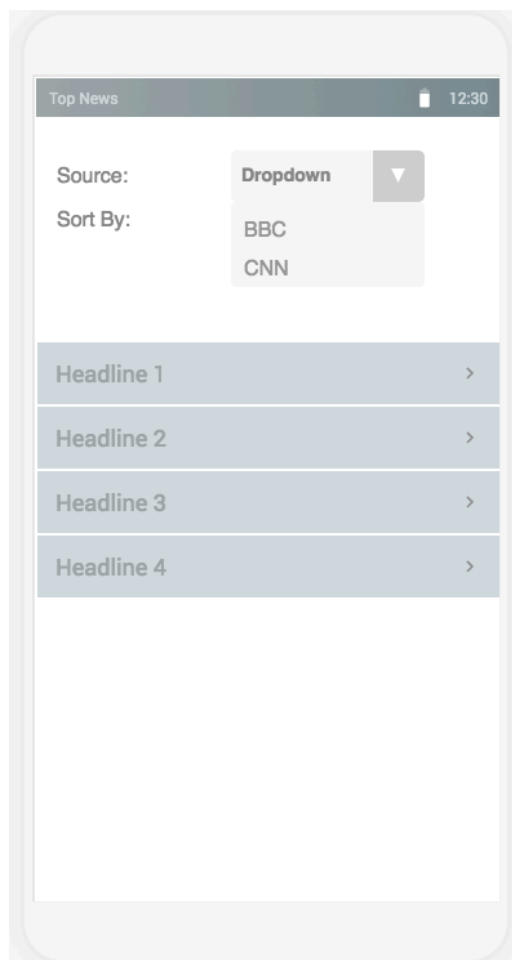 Top News 12:30
Source: Dropdown ▼
Sort By:
BBC
CNN
Headline 1 >
Headline 2 >
Headline 3 >
Headline 4 >